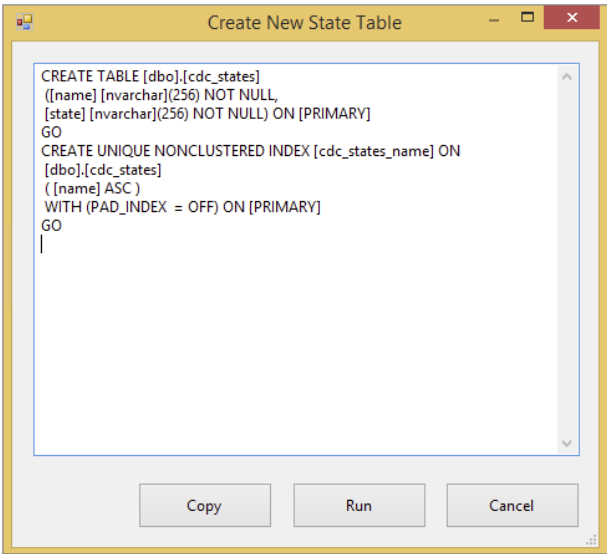 Create New State Table
CREATE TABLE [dbo].[cdc_states]
([name] [nvarchar](256) NOT NULL,
[state] [nvarchar](256) NOT NULL) ON [PRIMARY]
GO
CREATE UNIQUE NONCLUSTERED INDEX [cdc_states_name] ON
[dbo].[cdc_states]
( [name] ASC )
WITH (PAD_INDEX  = OFF) ON [PRIMARY]
GO
Copy
Run
Cancel